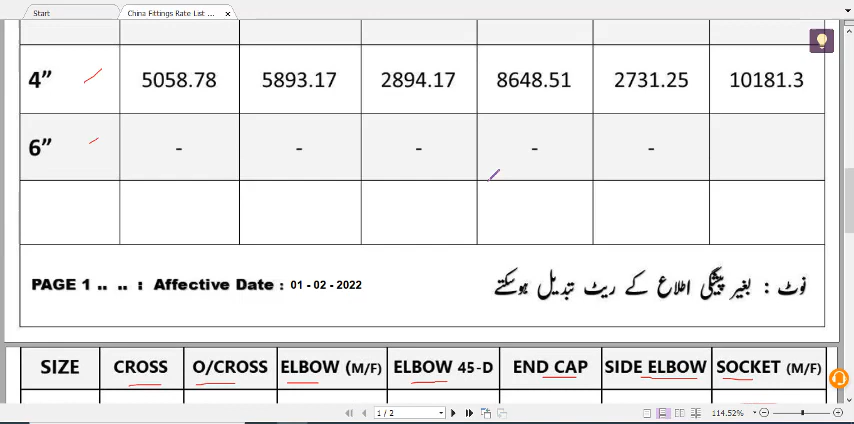 Start China Fittings Rate List ...
4” 5058.78 5893.17 2894.17 8648.51 2731.25 10181.3
6” - - - - -
PAGE 1 .. .. : Affective Date : 01 - 02 - 2022
نوٹ : بغیر پیشگی اطلاع کے ریٹ تبدیل ہوسکتے
SIZE CROSS O/CROSS ELBOW (M/F) ELBOW 45-D END CAP SIDE ELBOW SOCKET (M/F)
1 / 2 114.52%